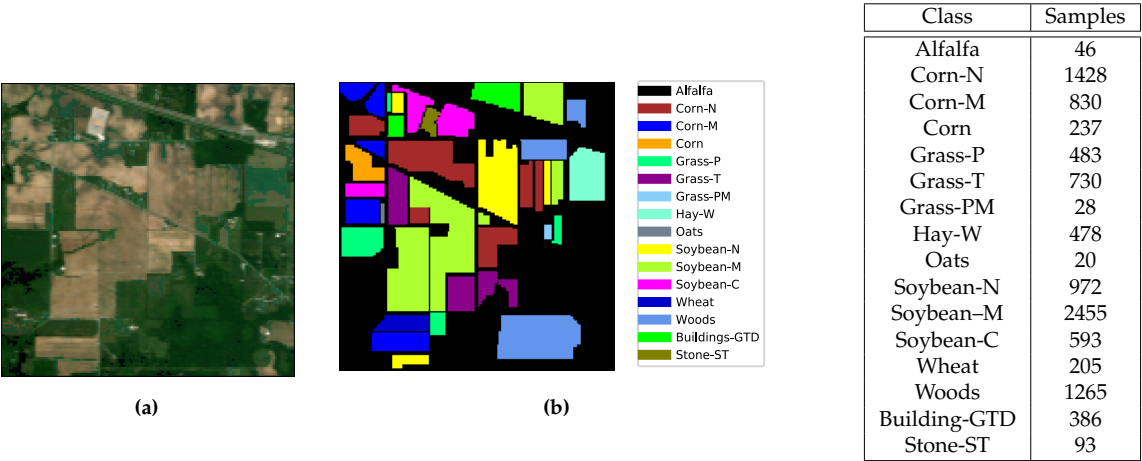 (a)
Alfalfa
Corn-N
Corn-M
Corn
Grass-P
Grass-T
Grass-PM
Hay-W
Oats
Soybean-N
Soybean-M
Soybean-C
Wheat
Woods
Buildings-GTD
Stone-ST
(b)
Class Samples
Alfalfa 46
Corn-N 1428
Corn-M 830
Corn 237
Grass-P 483
Grass-T 730
Grass-PM 28
Hay-W 478
Oats 20
Soybean-N 972
Soybean–M 2455
Soybean-C 593
Wheat 205
Woods 1265
Building-GTD 386
Stone-ST 93